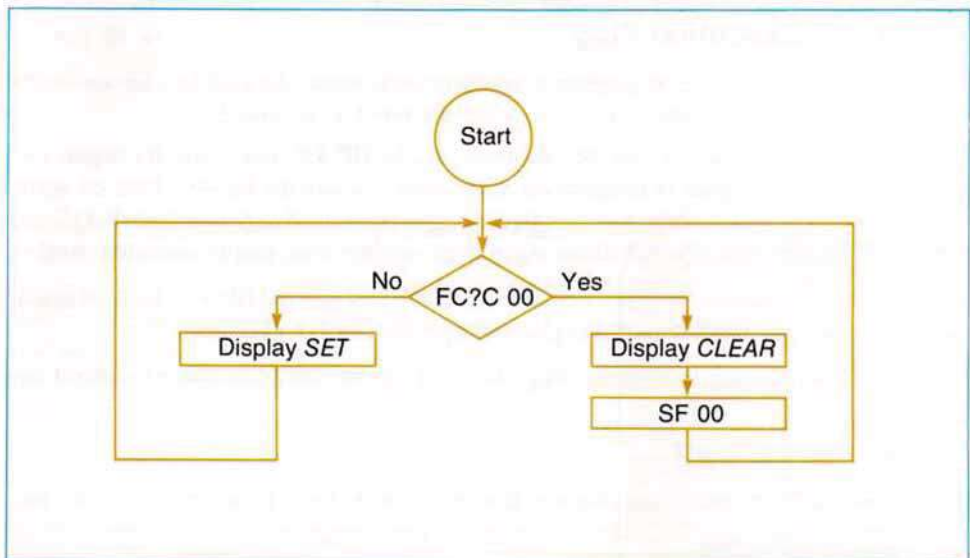 Start
No
FC?C 00
Yes
Display SET
Display CLEAR
SF 00